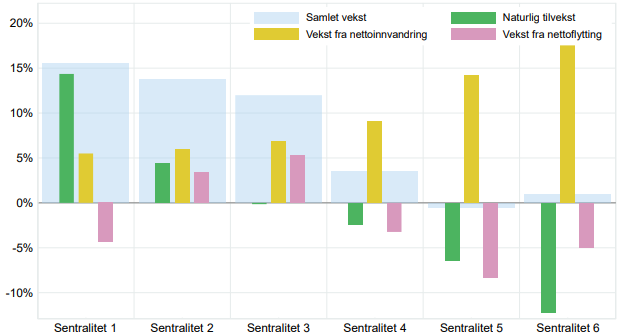 20%
Samlet vekst
Naturlig tilvekst
Vekst fra nettoinnvandring
Vekst fra nettoflytting
15%
10%
5%
0%
-5%
-10%
Sentralitet 1 Sentralitet 2 Sentralitet 3 Sentralitet 4 Sentralitet 5 Sentralitet 6